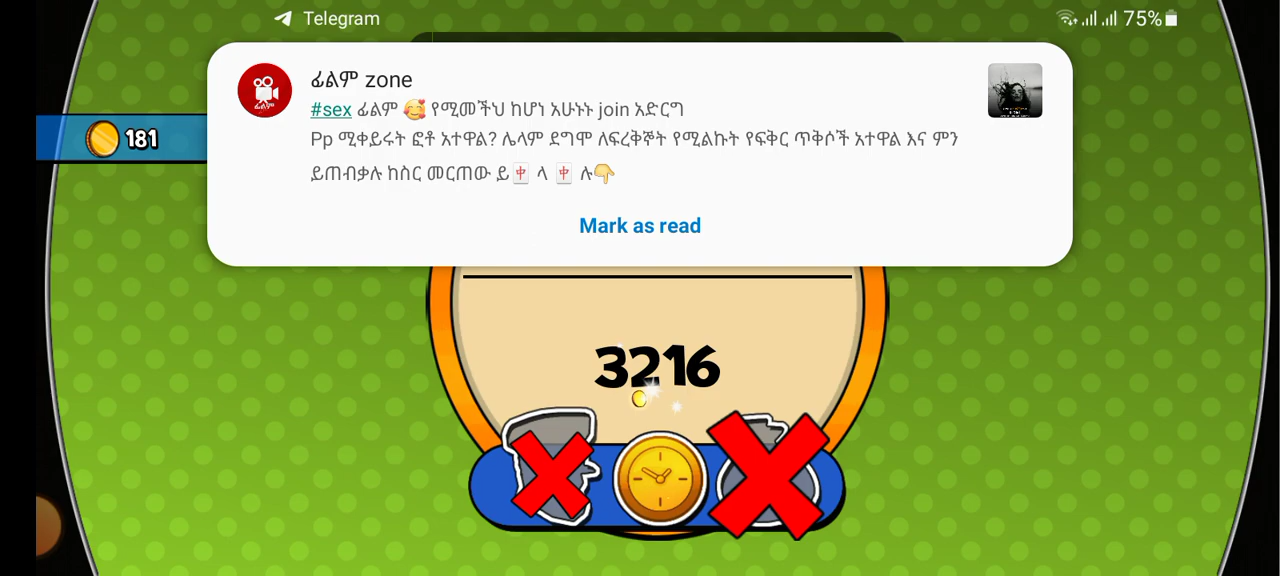 Telegram
75%
ፊልም zone
#sex ፊልም 🥰 የሚመችህ ከሆነ አሁኑኑ join አድርግ
Pp ሚቀይሩት ፎቶ አተዋል? ሌላም ደግሞ ለፍረቅኞት የሚልኩት የፍቅር ጥቅሶች አተዋል እና ምን
ይጠብቃሉ ከስር መርጠው ይ🀄 ላ 🀄 ሉ👇
181
Mark as read
3216